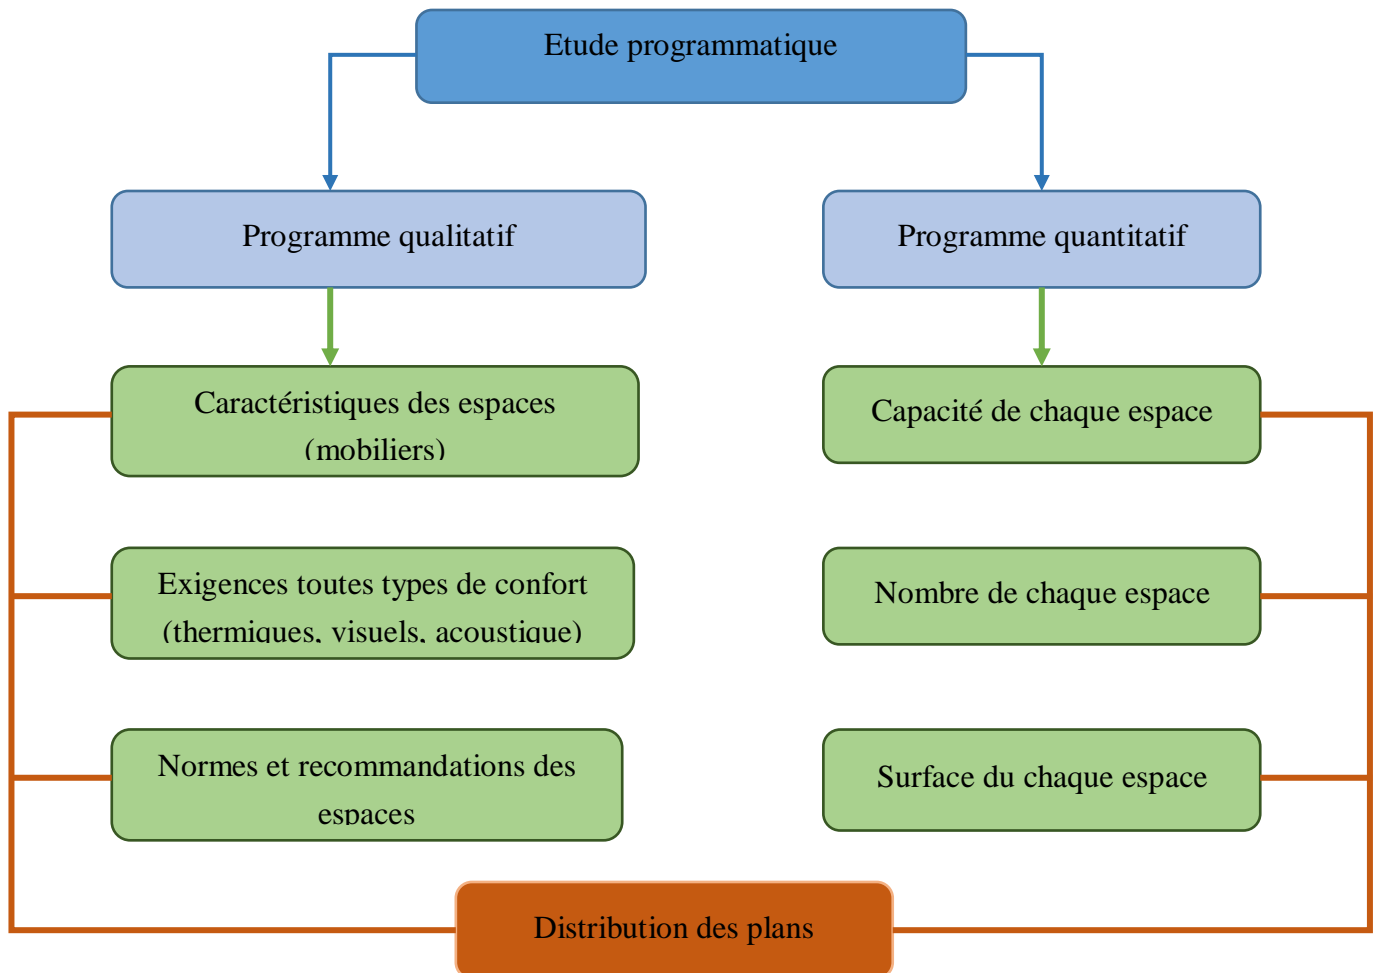 Etude programmatique
Programme qualitatif
Programme quantitatif
Caractéristiques des espaces
(mobiliers)
Capacité de chaque espace
Exigences toutes types de confort
(thermiques, visuels, acoustique)
Nombre de chaque espace
Normes et recommandations des
espaces
Surface du chaque espace
Distribution des plans